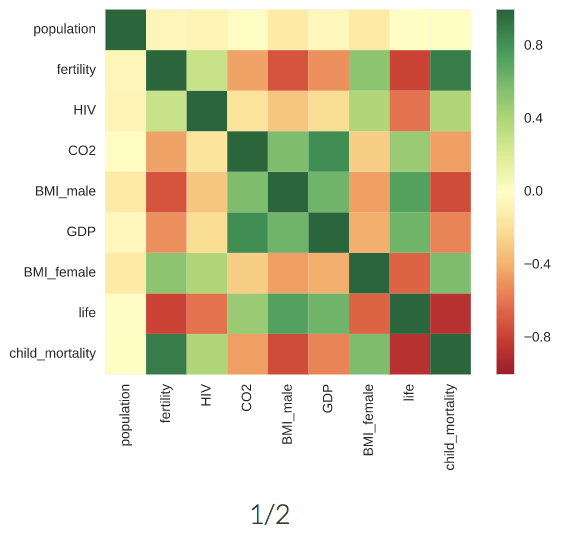 population
fertility
HIV
CO2
BMI_male
GDP
BMI_female
life
child_mortality
population
fertility
HIV
CO2
BMI_male
GDP
BMI_female
life
child_mortality
0.8
0.4
0.0
−0.4
−0.8
1/2